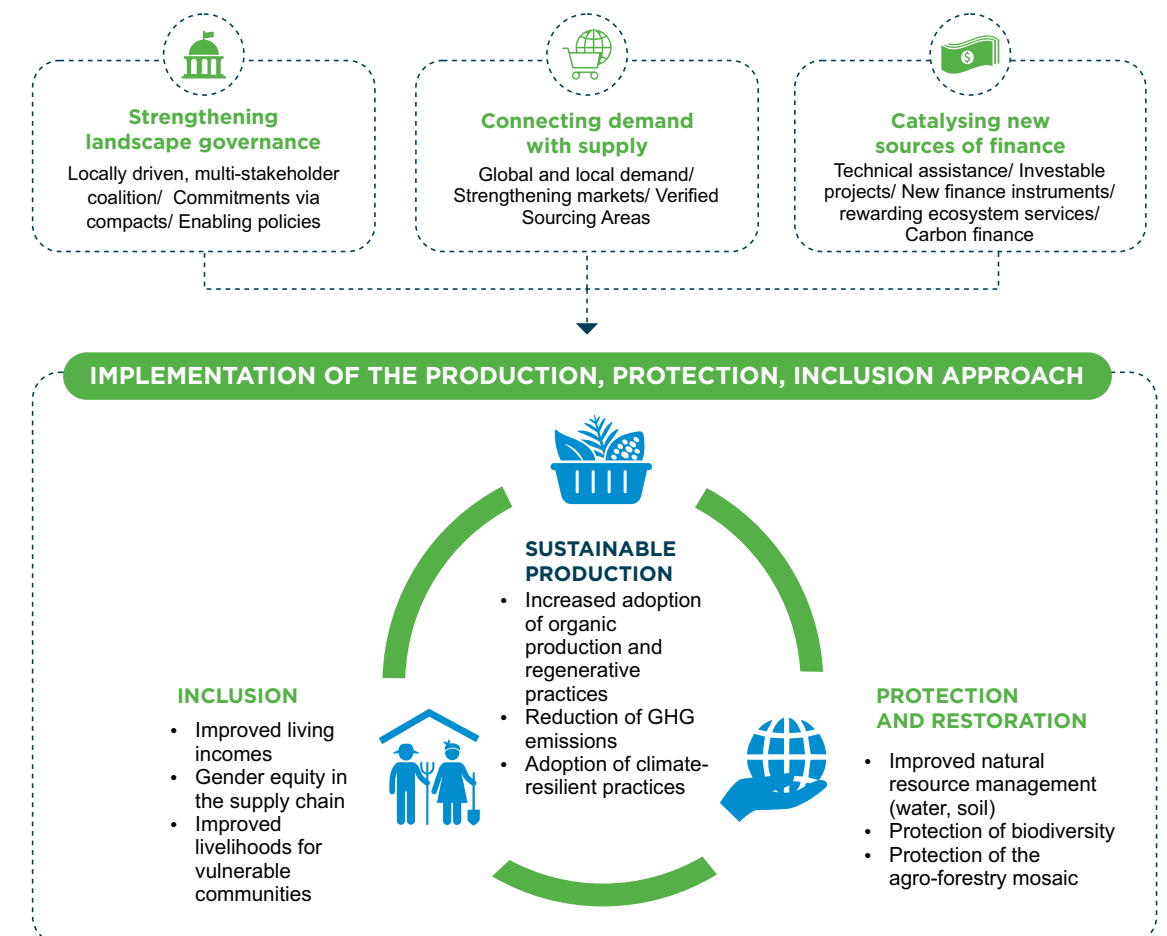 Strengthening
landscape governance
Locally driven, multi-stakeholder
coalition/ Commitments via
compacts/ Enabling policies
Connecting demand
with supply
Global and local demand/
Strengthening markets/ Verified
Sourcing Areas
$
Catalysing new
sources of finance
Technical assistance/ Investable
projects/ New finance instruments/
rewarding ecosystem services/
Carbon finance
IMPLEMENTATION OF THE PRODUCTION, PROTECTION, INCLUSION APPROACH
SUSTAINABLE
PRODUCTION
• Increased adoption
of organic
production and
regenerative
practices
• Reduction of GHG
emissions
• Adoption of climate-
resilient practices
INCLUSION
• Improved living
incomes
• Gender equity in
the supply chain
• Improved
livelihoods for
vulnerable
communities
PROTECTION
AND RESTORATION
• Improved natural
resource management
(water, soil)
• Protection of biodiversity
• Protection of the
agro-forestry mosaic